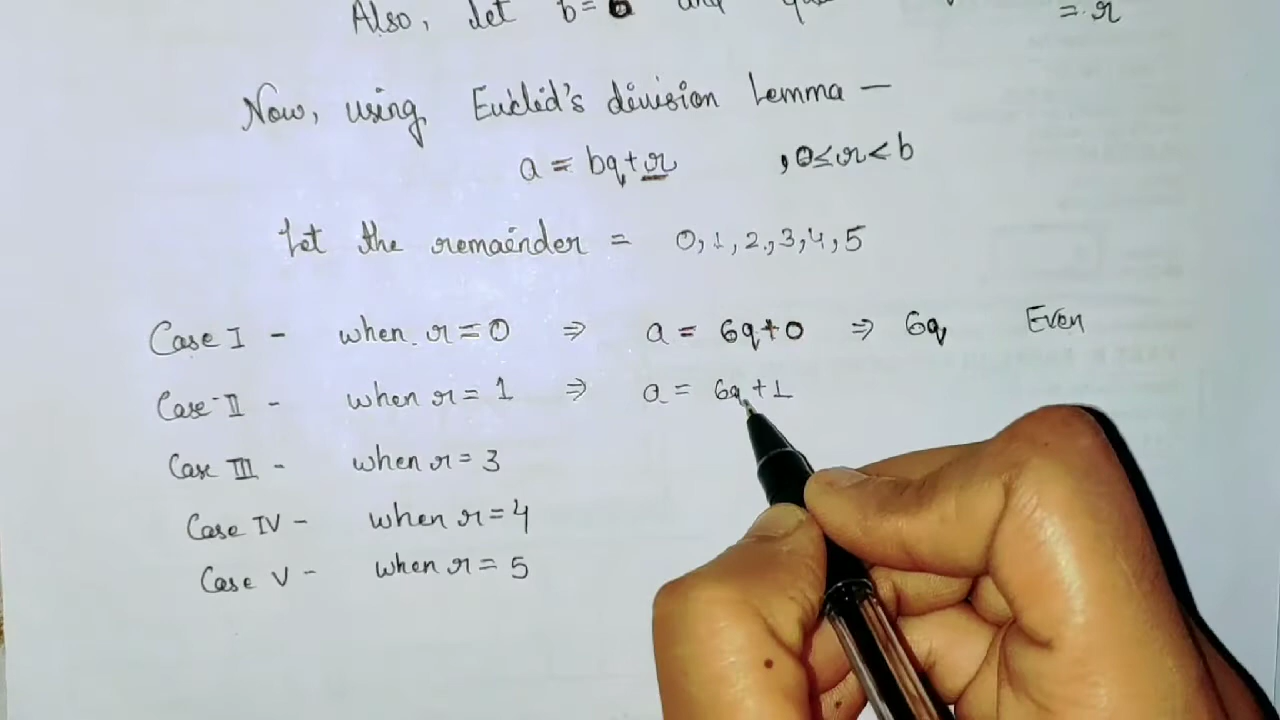 Also, let b = 6 and = r
Now, using Euclid's division Lemma —
a = bq + r , 0 ≤ r < b
Let the remainder = 0, 1, 2, 3, 4, 5
Case I - when r = 0 ⇒ a = 6q + 0 ⇒ 6q Even
Case II - when r = 1 ⇒ a = 6q + 1
Case III - when r = 3
Case IV - when r = 4
Case V - when r = 5